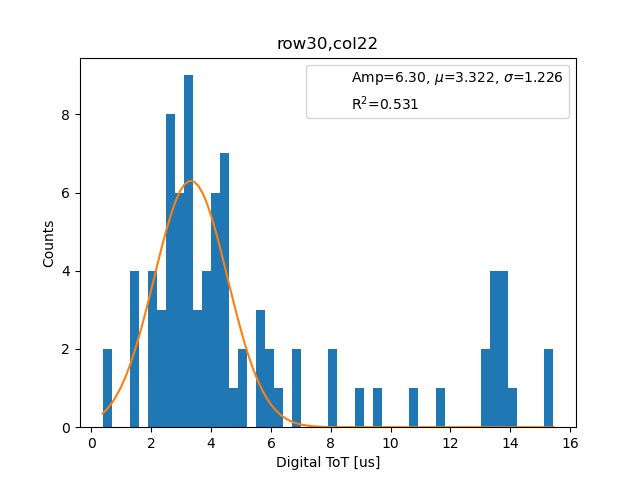 row30,col22
Amp=6.30, μ=3.322, σ=1.226
R²=0.531
Counts
8
6
4
2
0
0 2 4 6 8 10 12 14 16
Digital ToT [us]